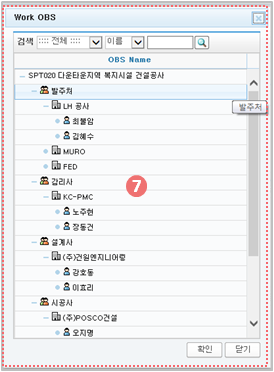 Work OBS
검색 :::: 전체 :::: 이름
OBS Name
SPT020 다운타운지역 복지시설 건설공사
발주처
LH 공사
발주처
최불암
김혜수
MURO
FED
감리사
7
KC-PMC
노주현
장동건
설계사
(주)건일엔지니어링
강호동
이효리
시공사
(주)POSCO건설
오지명
확인 닫기